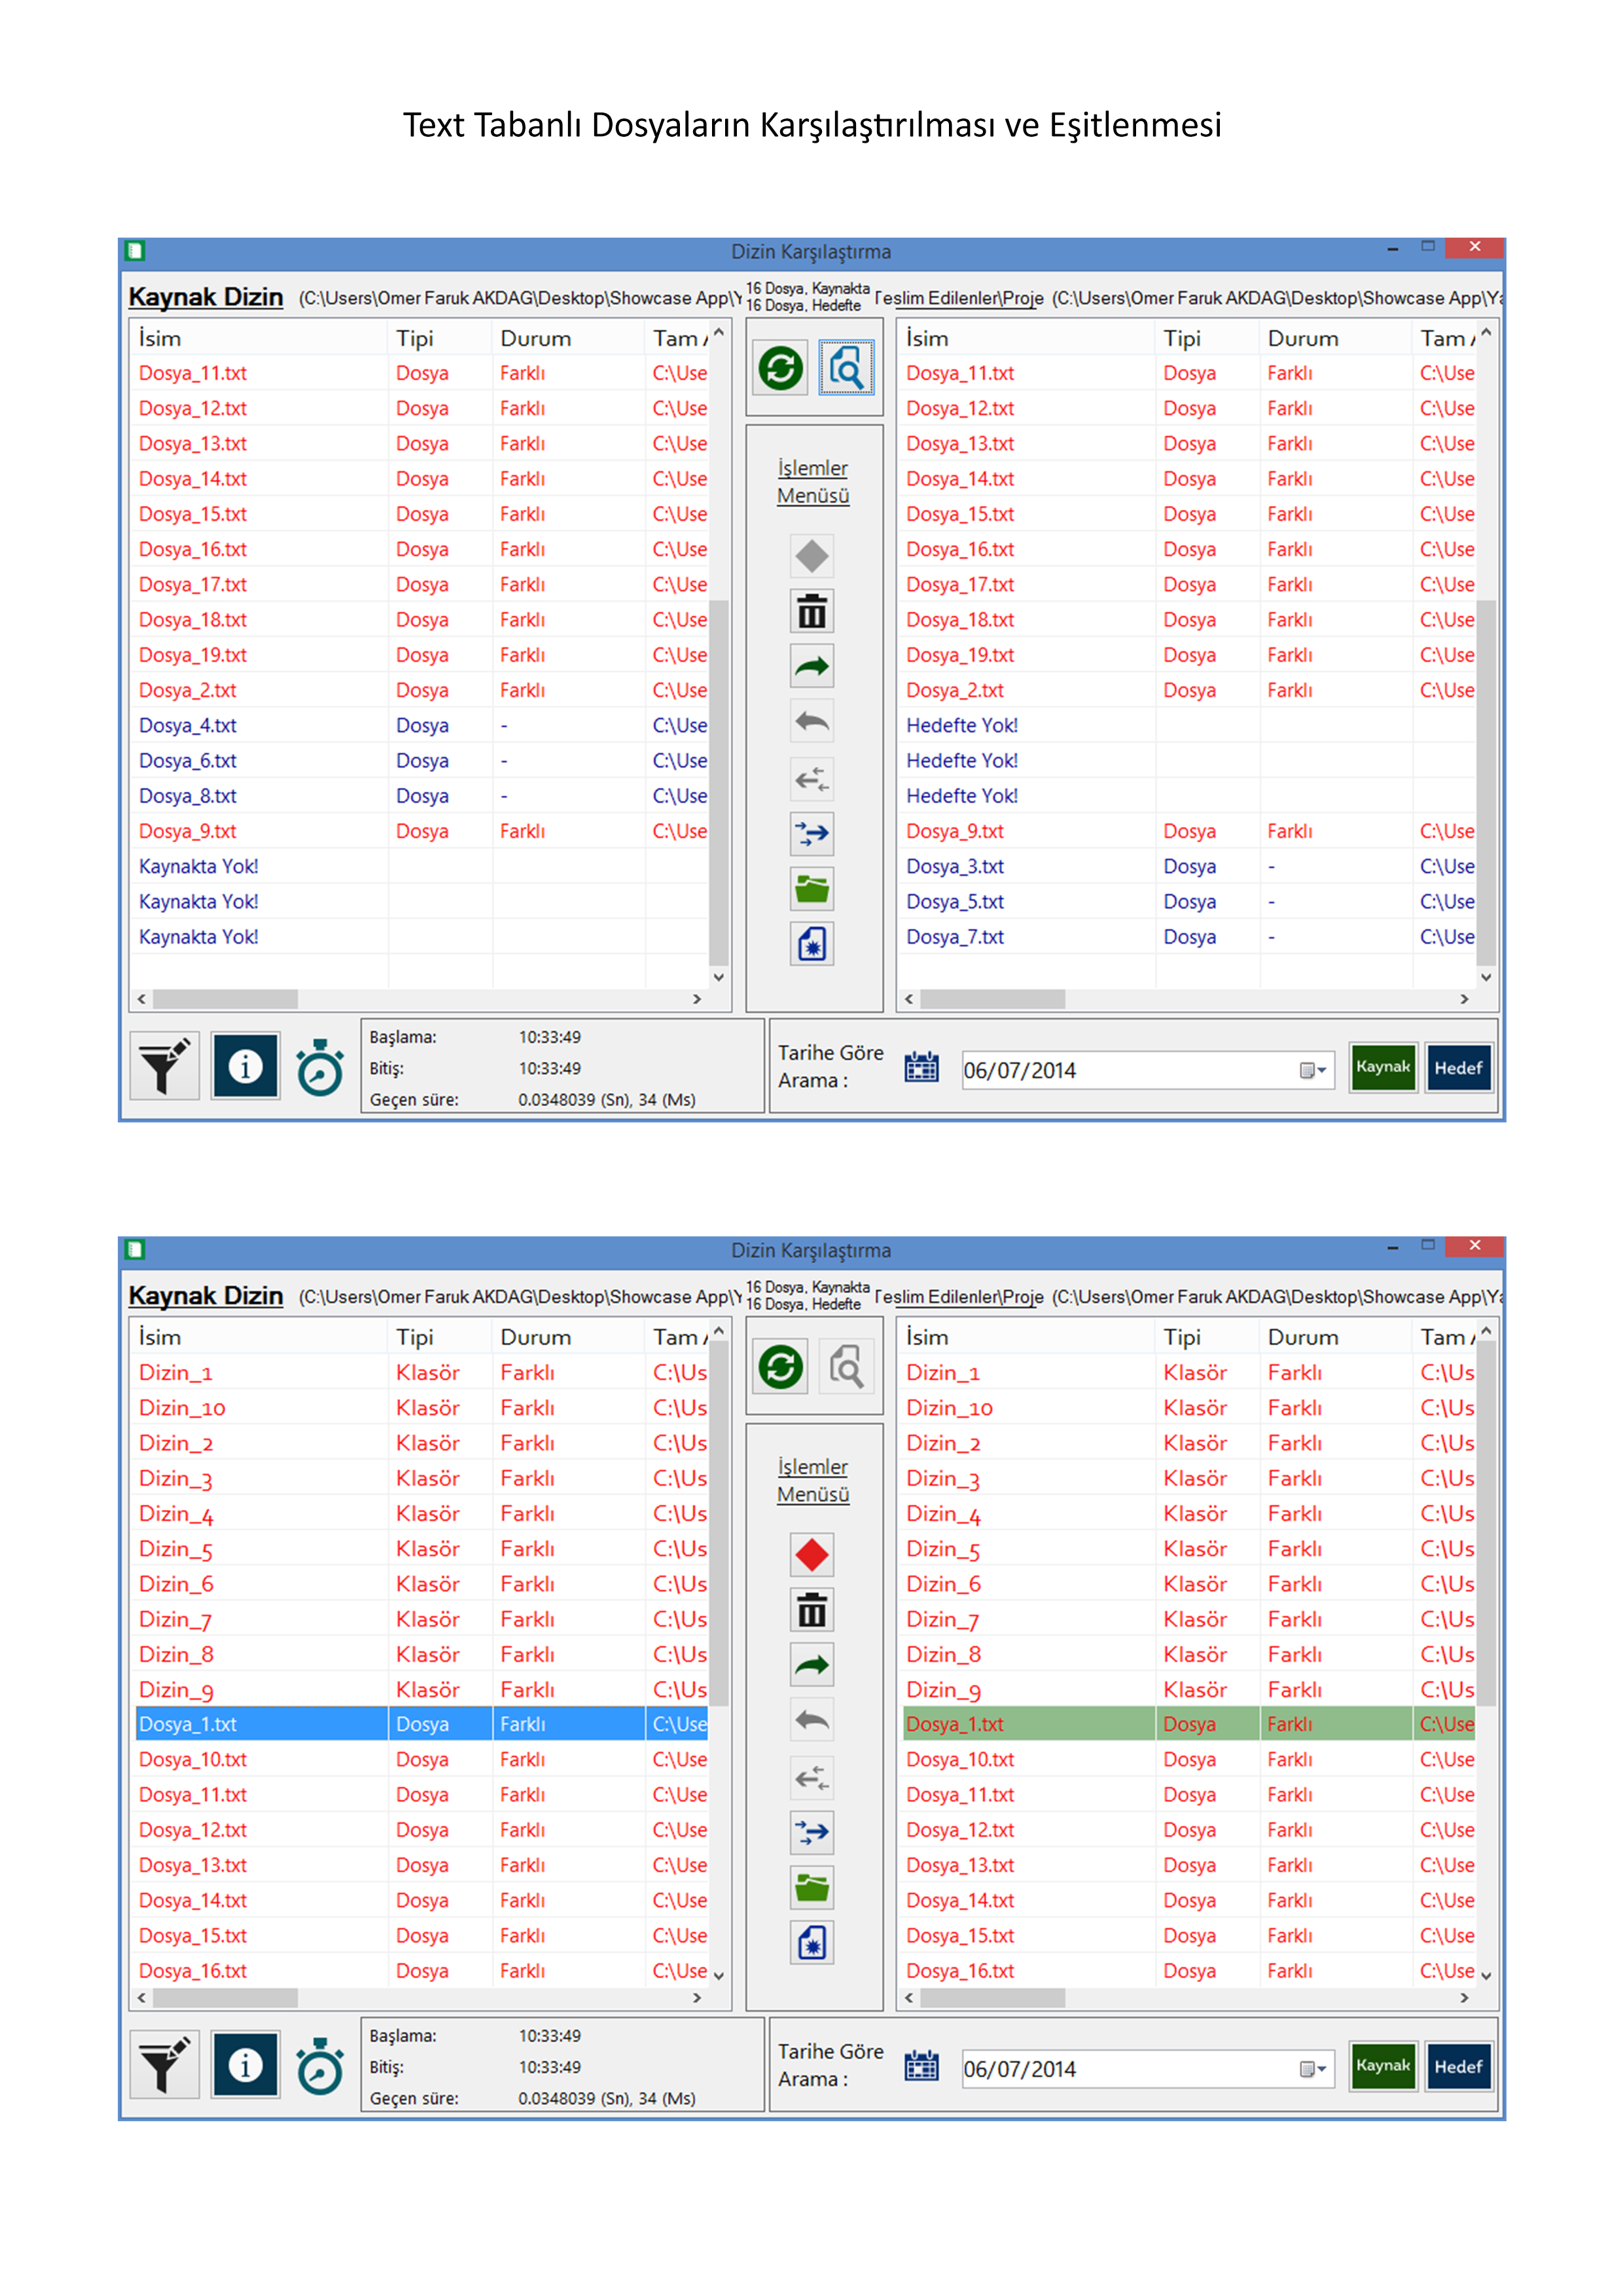 Text Tabanlı Dosyaların Karşılaştırılması ve Eşitlenmesi
Dizin Karşılaştırma
Kaynak Dizin (C:\Users\Omer Faruk AKDAG\Desktop\Showcase App\Y
16 Dosya, Kaynakta
16 Dosya, Hedefte
Teslim Edilenler\Proje (C:\Users\Omer Faruk AKDAG\Desktop\Showcase App\Ya
İsim Tipi Durum Tam İsim Tipi Durum Tam
Dosya_11.txt Dosya Farklı C:\Use Dosya_11.txt Dosya Farklı C:\Use
Dosya_12.txt Dosya Farklı C:\Use Dosya_12.txt Dosya Farklı C:\Use
Dosya_13.txt Dosya Farklı C:\Use Dosya_13.txt Dosya Farklı C:\Use
Dosya_14.txt Dosya Farklı C:\Use Dosya_14.txt Dosya Farklı C:\Use
Dosya_15.txt Dosya Farklı C:\Use Dosya_15.txt Dosya Farklı C:\Use
Dosya_16.txt Dosya Farklı C:\Use Dosya_16.txt Dosya Farklı C:\Use
Dosya_17.txt Dosya Farklı C:\Use Dosya_17.txt Dosya Farklı C:\Use
Dosya_18.txt Dosya Farklı C:\Use Dosya_18.txt Dosya Farklı C:\Use
Dosya_19.txt Dosya Farklı C:\Use Dosya_19.txt Dosya Farklı C:\Use
Dosya_2.txt Dosya Farklı C:\Use Dosya_2.txt Dosya Farklı C:\Use
Dosya_4.txt Dosya - C:\Use Hedefte Yok!
Dosya_6.txt Dosya - C:\Use Hedefte Yok!
Dosya_8.txt Dosya - C:\Use Hedefte Yok!
Dosya_9.txt Dosya Farklı C:\Use Dosya_9.txt Dosya Farklı C:\Use
Kaynakta Yok! Dosya_3.txt Dosya - C:\Use
Kaynakta Yok! Dosya_5.txt Dosya - C:\Use
Kaynakta Yok! Dosya_7.txt Dosya - C:\Use
İşlemler
Menüsü
Başlama: 10:33:49
Bitiş: 10:33:49
Geçen süre: 0.0348039 (Sn), 34 (Ms)
Tarihe Göre
Arama :
06/07/2014
Kaynak Hedef
Dizin Karşılaştırma
Kaynak Dizin (C:\Users\Omer Faruk AKDAG\Desktop\Showcase App\Y
16 Dosya, Kaynakta
16 Dosya, Hedefte
Teslim Edilenler\Proje (C:\Users\Omer Faruk AKDAG\Desktop\Showcase App\Ya
İsim Tipi Durum Tam İsim Tipi Durum Tam
Dizin_1 Klasör Farklı C:\Us Dizin_1 Klasör Farklı C:\Us
Dizin_10 Klasör Farklı C:\Us Dizin_10 Klasör Farklı C:\Us
Dizin_2 Klasör Farklı C:\Us Dizin_2 Klasör Farklı C:\Us
Dizin_3 Klasör Farklı C:\Us Dizin_3 Klasör Farklı C:\Us
Dizin_4 Klasör Farklı C:\Us Dizin_4 Klasör Farklı C:\Us
Dizin_5 Klasör Farklı C:\Us Dizin_5 Klasör Farklı C:\Us
Dizin_6 Klasör Farklı C:\Us Dizin_6 Klasör Farklı C:\Us
Dizin_7 Klasör Farklı C:\Us Dizin_7 Klasör Farklı C:\Us
Dizin_8 Klasör Farklı C:\Us Dizin_8 Klasör Farklı C:\Us
Dizin_9 Klasör Farklı C:\Us Dizin_9 Klasör Farklı C:\Us
Dosya_1.txt Dosya Farklı C:\Use Dosya_1.txt Dosya Farklı C:\Use
Dosya_10.txt Dosya Farklı C:\Use Dosya_10.txt Dosya Farklı C:\Use
Dosya_11.txt Dosya Farklı C:\Use Dosya_11.txt Dosya Farklı C:\Use
Dosya_12.txt Dosya Farklı C:\Use Dosya_12.txt Dosya Farklı C:\Use
Dosya_13.txt Dosya Farklı C:\Use Dosya_13.txt Dosya Farklı C:\Use
Dosya_14.txt Dosya Farklı C:\Use Dosya_14.txt Dosya Farklı C:\Use
Dosya_15.txt Dosya Farklı C:\Use Dosya_15.txt Dosya Farklı C:\Use
Dosya_16.txt Dosya Farklı C:\Use Dosya_16.txt Dosya Farklı C:\Use
İşlemler
Menüsü
Başlama: 10:33:49
Bitiş: 10:33:49
Geçen süre: 0.0348039 (Sn), 34 (Ms)
Tarihe Göre
Arama :
06/07/2014
Kaynak Hedef